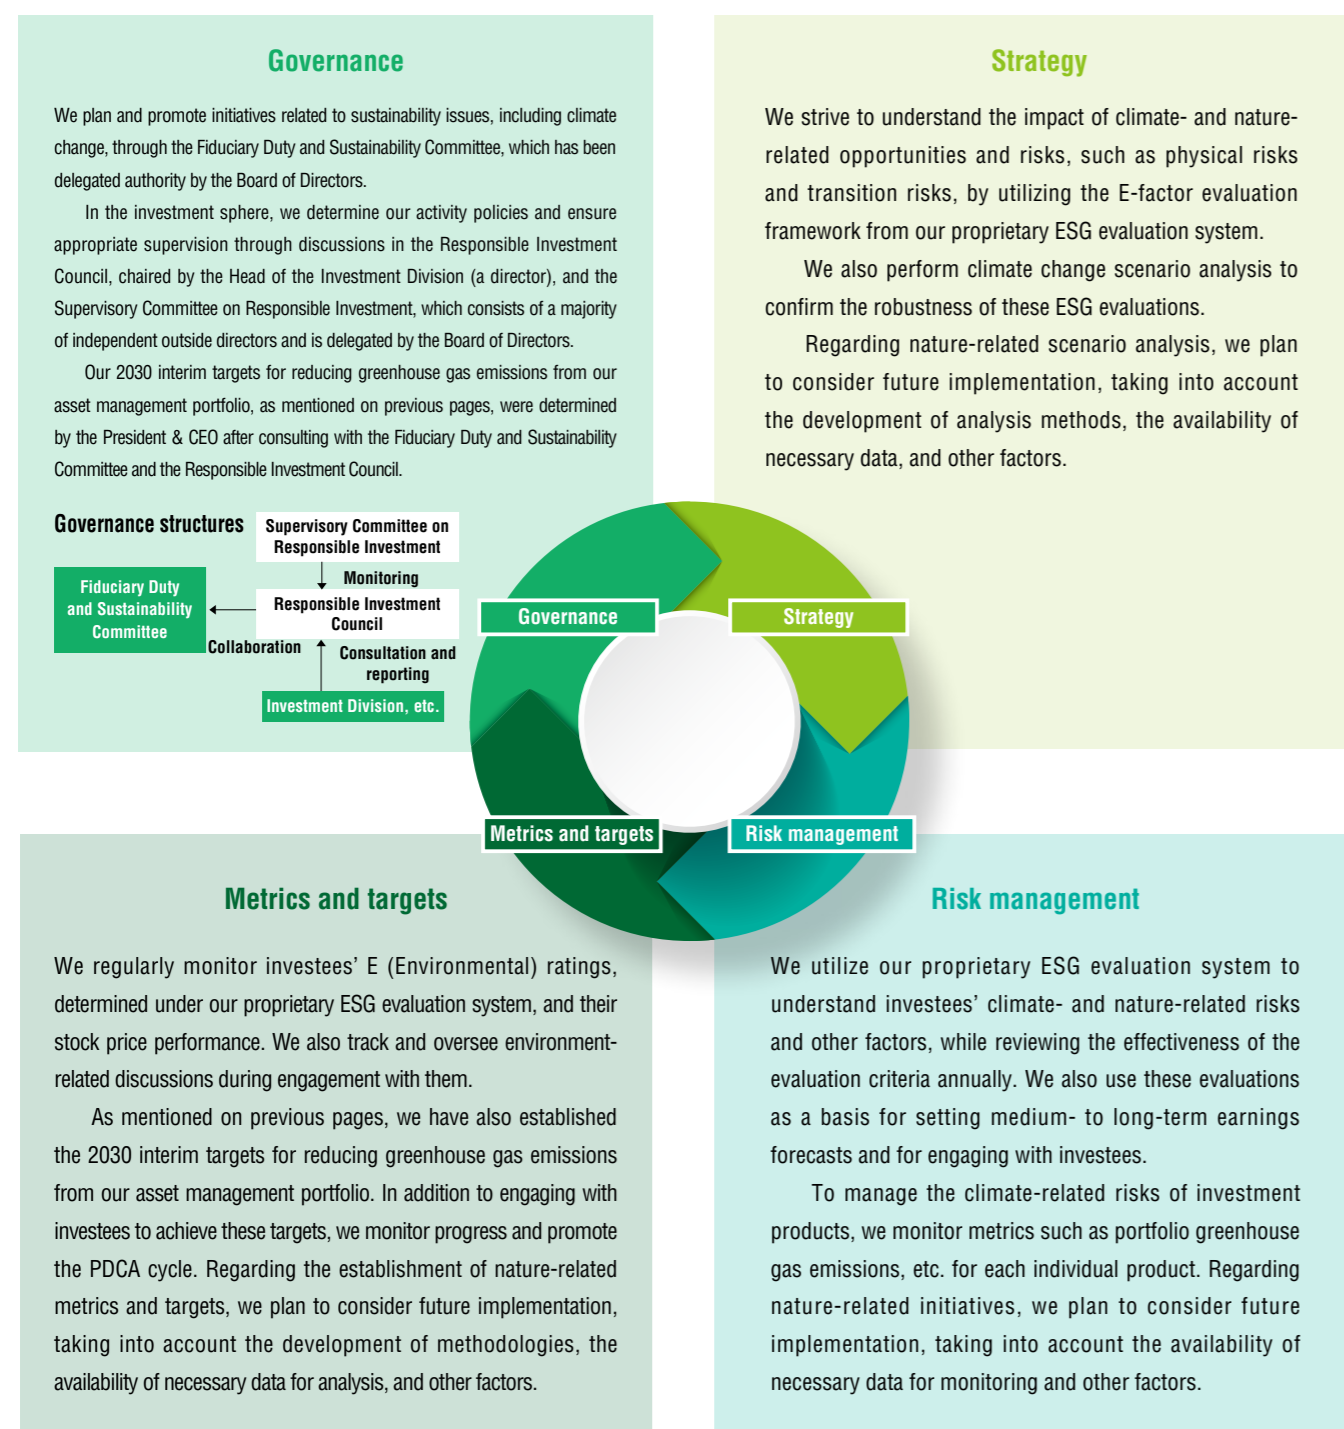 Governance
We plan and promote initiatives related to sustainability issues, including climate
change, through the Fiduciary Duty and Sustainability Committee, which has been
delegated authority by the Board of Directors.
In the investment sphere, we determine our activity policies and ensure
appropriate supervision through discussions in the Responsible Investment
Council, chaired by the Head of the Investment Division (a director), and the
Supervisory Committee on Responsible Investment, which consists of a majority
of independent outside directors and is delegated by the Board of Directors.
Our 2030 interim targets for reducing greenhouse gas emissions from our
asset management portfolio, as mentioned on previous pages, were determined
by the President & CEO after consulting with the Fiduciary Duty and Sustainability
Committee and the Responsible Investment Council.
Governance structures
Supervisory Committee on
Responsible Investment
Monitoring
Fiduciary Duty
and Sustainability
Committee
Responsible Investment
Council
Collaboration
Consultation and
reporting
Investment Division, etc.
Strategy
We strive to understand the impact of climate- and nature-
related opportunities and risks, such as physical risks
and transition risks, by utilizing the E-factor evaluation
framework from our proprietary ESG evaluation system.
We also perform climate change scenario analysis to
confirm the robustness of these ESG evaluations.
Regarding nature-related scenario analysis, we plan
to consider future implementation, taking into account
the development of analysis methods, the availability of
necessary data, and other factors.
Governance
Strategy
Metrics and targets
Risk management
Metrics and targets
We regularly monitor investees' E (Environmental) ratings,
determined under our proprietary ESG evaluation system, and their
stock price performance. We also track and oversee environment-
related discussions during engagement with them.
As mentioned on previous pages, we have also established
the 2030 interim targets for reducing greenhouse gas emissions
from our asset management portfolio. In addition to engaging with
investees to achieve these targets, we monitor progress and promote
the PDCA cycle. Regarding the establishment of nature-related
metrics and targets, we plan to consider future implementation,
taking into account the development of methodologies, the
availability of necessary data for analysis, and other factors.
Risk management
We utilize our proprietary ESG evaluation system to
understand investees' climate- and nature-related risks
and other factors, while reviewing the effectiveness of the
evaluation criteria annually. We also use these evaluations
as a basis for setting medium- to long-term earnings
forecasts and for engaging with investees.
To manage the climate-related risks of investment
products, we monitor metrics such as portfolio greenhouse
gas emissions, etc. for each individual product. Regarding
nature-related initiatives, we plan to consider future
implementation, taking into account the availability of
necessary data for monitoring and other factors.